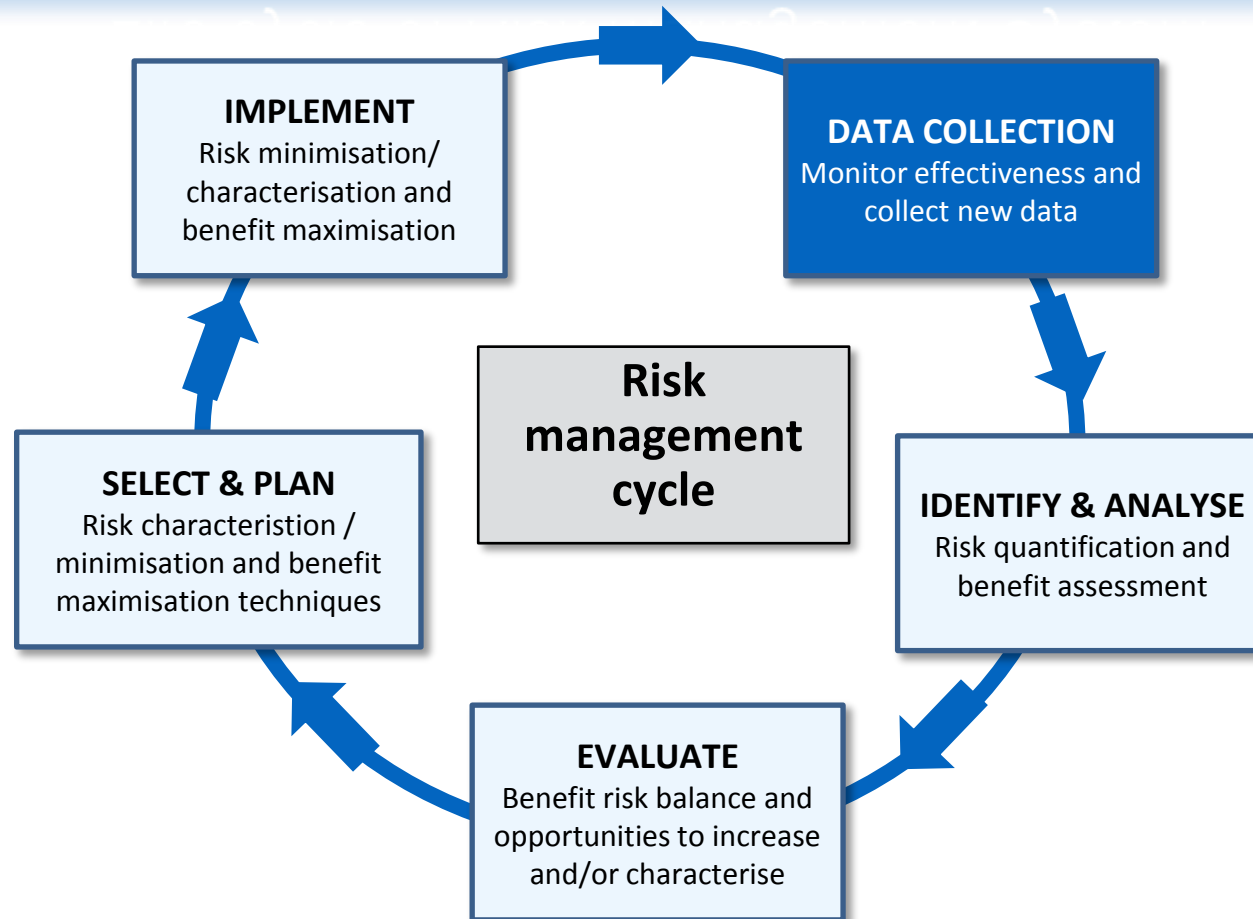 IMPLEMENT
Risk minimisation/
characterisation and
benefit maximisation
DATA COLLECTION
Monitor effectiveness and
collect new data
Risk
management
cycle
SELECT & PLAN
Risk characteristion /
minimisation and benefit
maximisation techniques
IDENTIFY & ANALYSE
Risk quantification and
benefit assessment
EVALUATE
Benefit risk balance and
opportunities to increase
and/or characterise